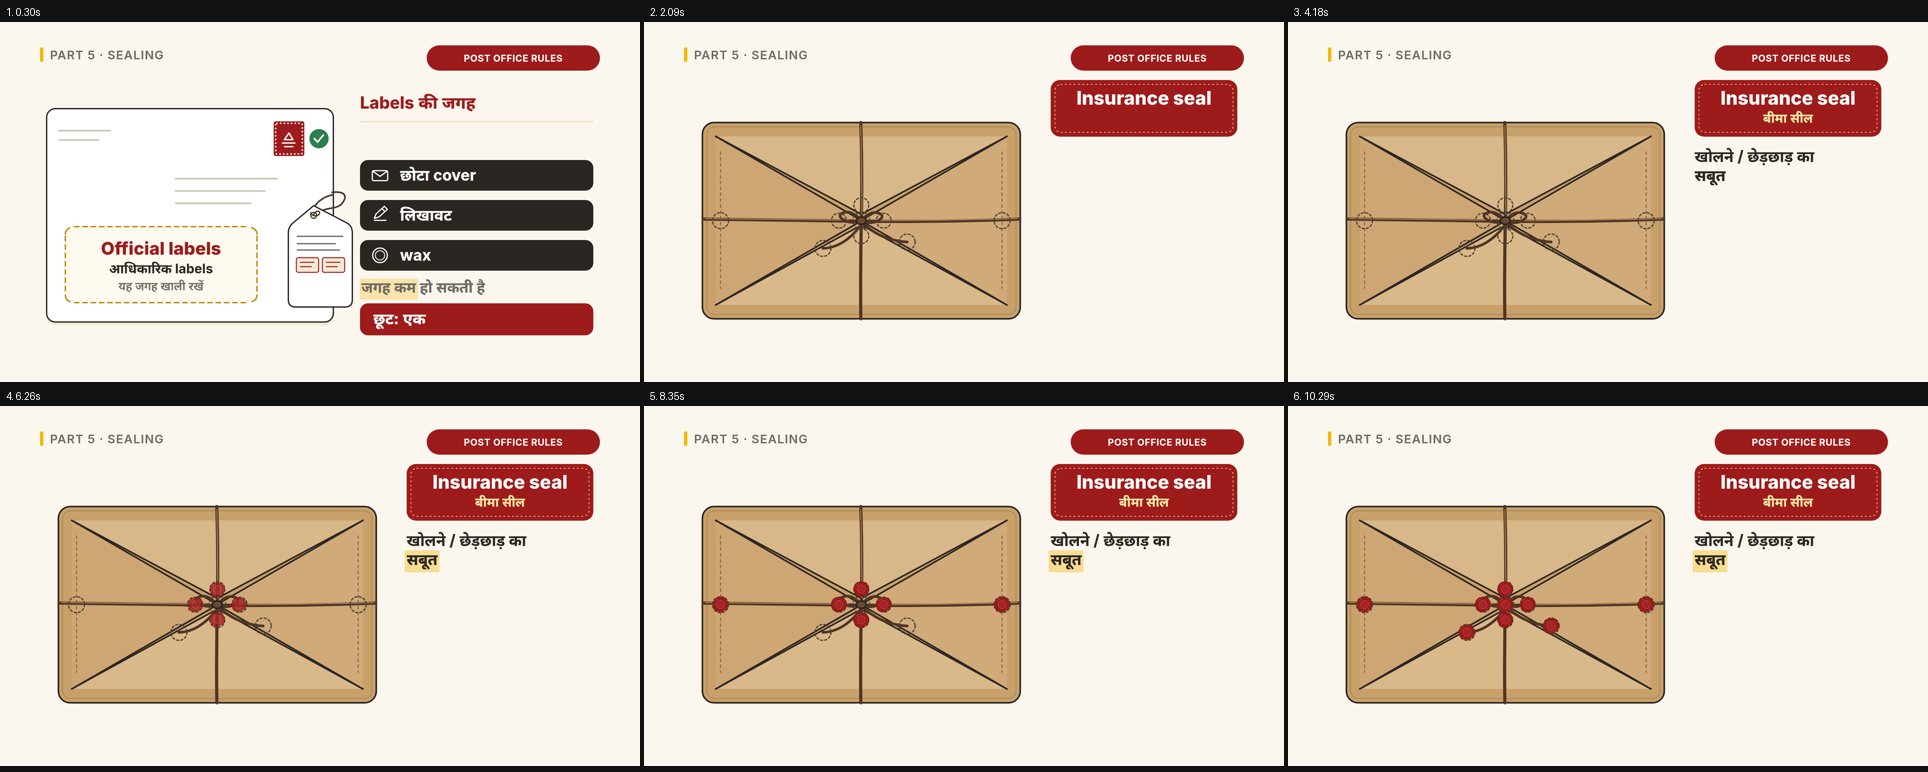 1. 0.30s
PART 5 · SEALING
POST OFFICE RULES
Labels की जगह
छोटा cover
लिखावट
wax
जगह कम हो सकती है
छूट: एक
Official labels
आधिकारिक labels
यह जगह खाली रखें
2. 2.09s
PART 5 · SEALING
POST OFFICE RULES
Insurance seal
3. 4.18s
PART 5 · SEALING
POST OFFICE RULES
Insurance seal
बीमा सील
खोलने / छेड़छाड़ का
सबूत
4. 6.26s
PART 5 · SEALING
POST OFFICE RULES
Insurance seal
बीमा सील
खोलने / छेड़छाड़ का
सबूत
5. 8.35s
PART 5 · SEALING
POST OFFICE RULES
Insurance seal
बीमा सील
खोलने / छेड़छाड़ का
सबूत
6. 10.29s
PART 5 · SEALING
POST OFFICE RULES
Insurance seal
बीमा सील
खोलने / छेड़छाड़ का
सबूत